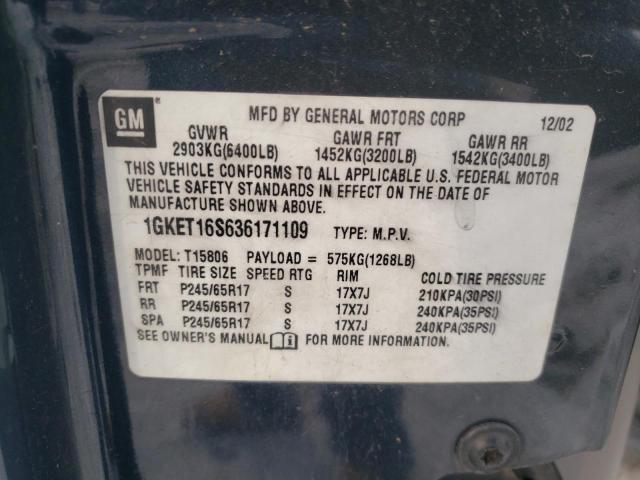 GM ® MFD BY GENERAL MOTORS CORP 12/02
GVWR GAWR FRT GAWR RR
2903KG(6400LB) 1452KG(3200LB) 1542KG(3400LB)
THIS VEHICLE CONFORMS TO ALL APPLICABLE U.S. FEDERAL MOTOR
VEHICLE SAFETY STANDARDS IN EFFECT ON THE DATE OF
MANUFACTURE SHOWN ABOVE.
1GKET16S636171109 TYPE: M.P.V.
MODEL: T15806 PAYLOAD = 575KG(1268LB)
TPMF TIRE SIZE SPEED RTG RIM COLD TIRE PRESSURE
FRT P245/65R17 S 17X7J 210KPA(30PSI)
RR P245/65R17 S 17X7J 240KPA(35PSI)
SPA P245/65R17 S 17X7J 240KPA(35PSI)
SEE OWNER'S MANUAL i FOR MORE INFORMATION.